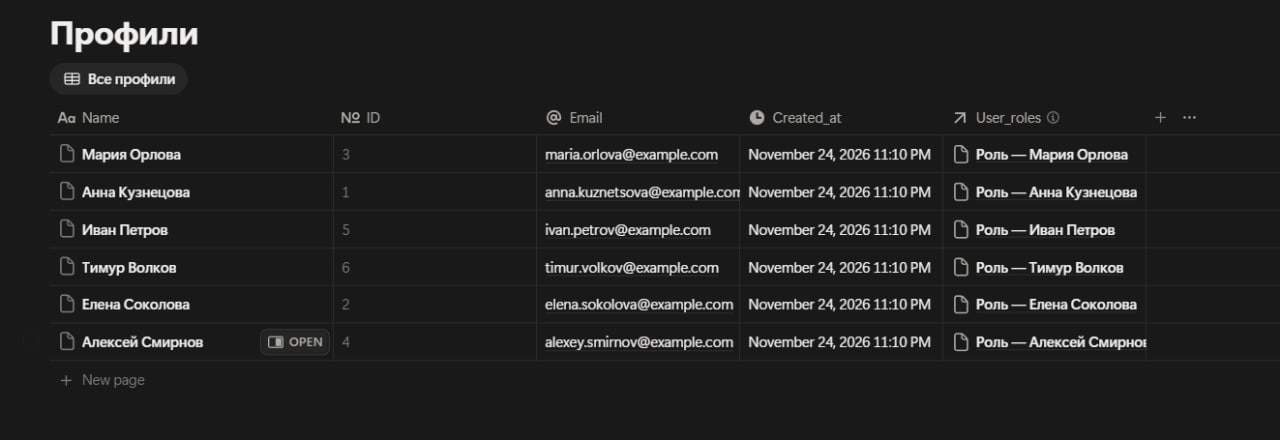 Профили
Все профили
Aa Name № ID @ Email Created_at User_roles + ...
Мария Орлова 3 maria.orlova@example.com November 24, 2026 11:10 PM Роль — Мария Орлова
Анна Кузнецова 1 anna.kuznetsova@example.com November 24, 2026 11:10 PM Роль — Анна Кузнецова
Иван Петров 5 ivan.petrov@example.com November 24, 2026 11:10 PM Роль — Иван Петров
Тимур Волков 6 timur.volkov@example.com November 24, 2026 11:10 PM Роль — Тимур Волков
Елена Соколова 2 elena.sokolova@example.com November 24, 2026 11:10 PM Роль — Елена Соколова
Алексей Смирнов OPEN 4 alexey.smirnov@example.com November 24, 2026 11:10 PM Роль — Алексей Смирнов
+ New page